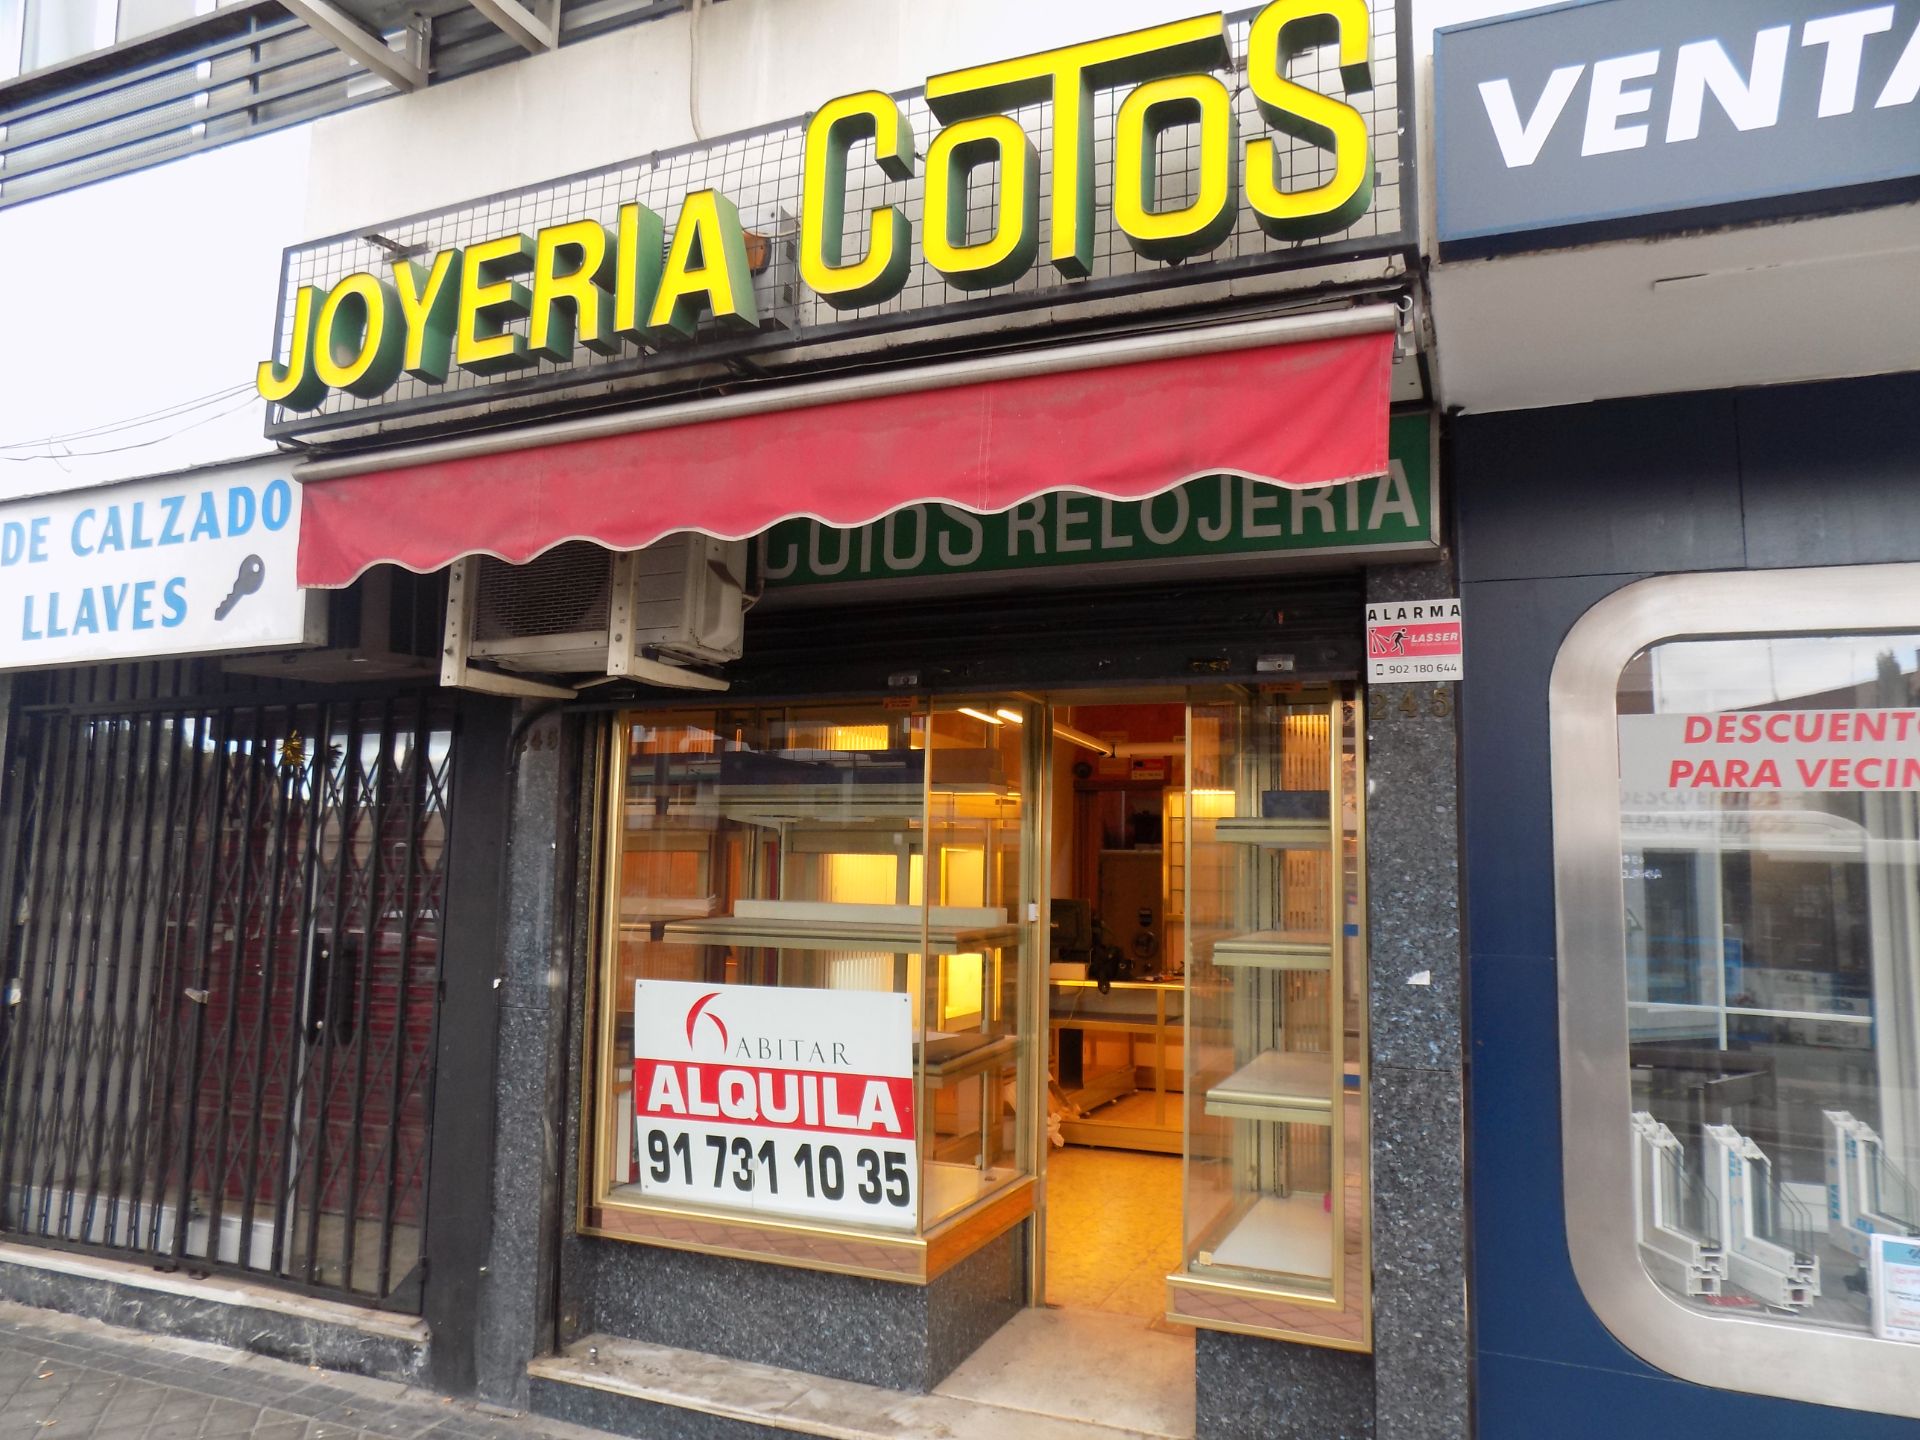 JOYERIA COTOS
VENTA
COTOS RELOJERIA
DE CALZADO
LLAVES
ALARMA
LASSER
902 180 644
245
245
DESCUENTO
PARA VECIN
ABITAR
ALQUILA
91 731 10 35